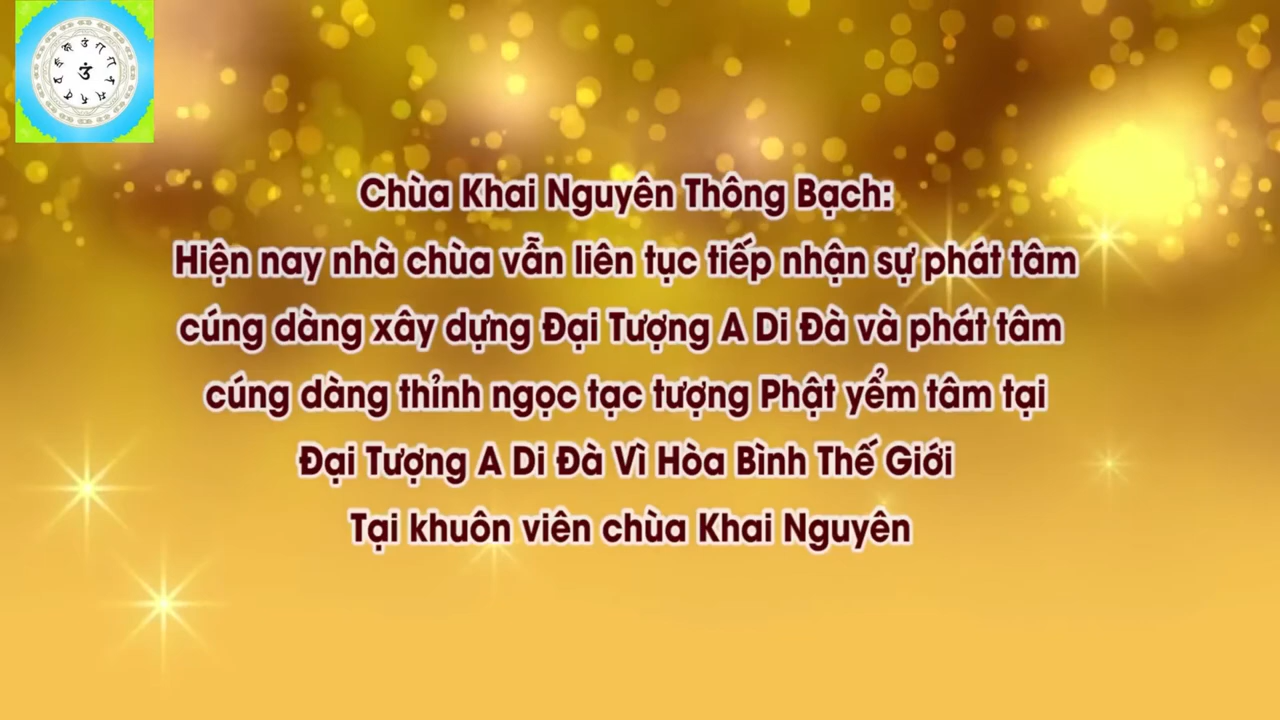 Chùa Khai Nguyên Thông Bạch:
Hiện nay nhà chùa vẫn liên tục tiếp nhận sự phát tâm
cúng dàng xây dựng Đại Tượng A Di Đà và phát tâm
cúng dàng thỉnh ngọc tạc tượng Phật yểm tâm tại
Đại Tượng A Di Đà Vì Hòa Bình Thế Giới
Tại khuôn viên chùa Khai Nguyên